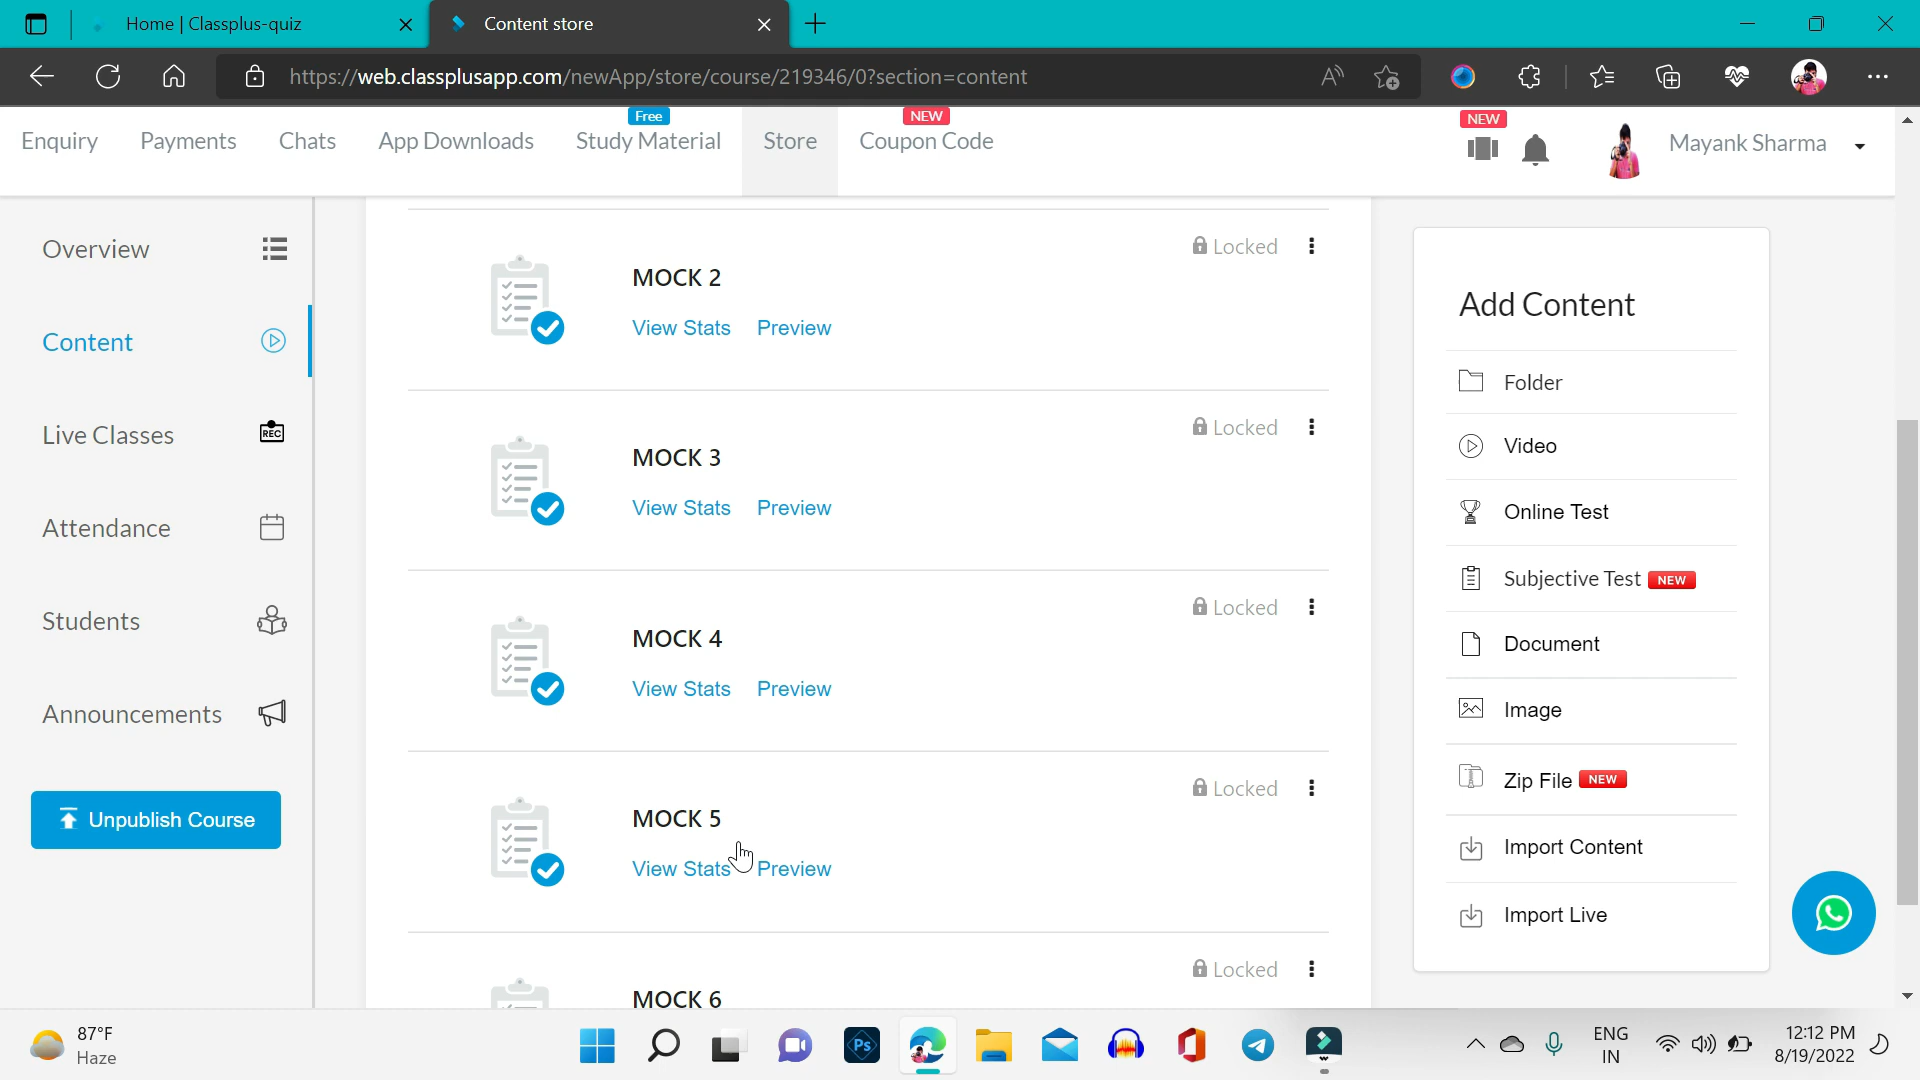 Home | Classplus-quiz
Content store
https://web.classplusapp.com/newApp/store/course/219346/0?section=content
Enquiry
Payments
Chats
App Downloads
Free
Study Material
Store
NEW
Coupon Code
NEW
Mayank Sharma
Overview
Content
Live Classes
REC
Attendance
Students
Announcements
Unpublish Course
Locked
MOCK 2
View Stats Preview
Locked
MOCK 3
View Stats Preview
Locked
MOCK 4
View Stats Preview
Locked
MOCK 5
View Stats Preview
Locked
MOCK 6
Add Content
Folder
Video
Online Test
Subjective Test NEW
Document
Image
Zip File NEW
Import Content
Import Live
87°F
Haze
Ps
ENG
IN
12:12 PM
8/19/2022